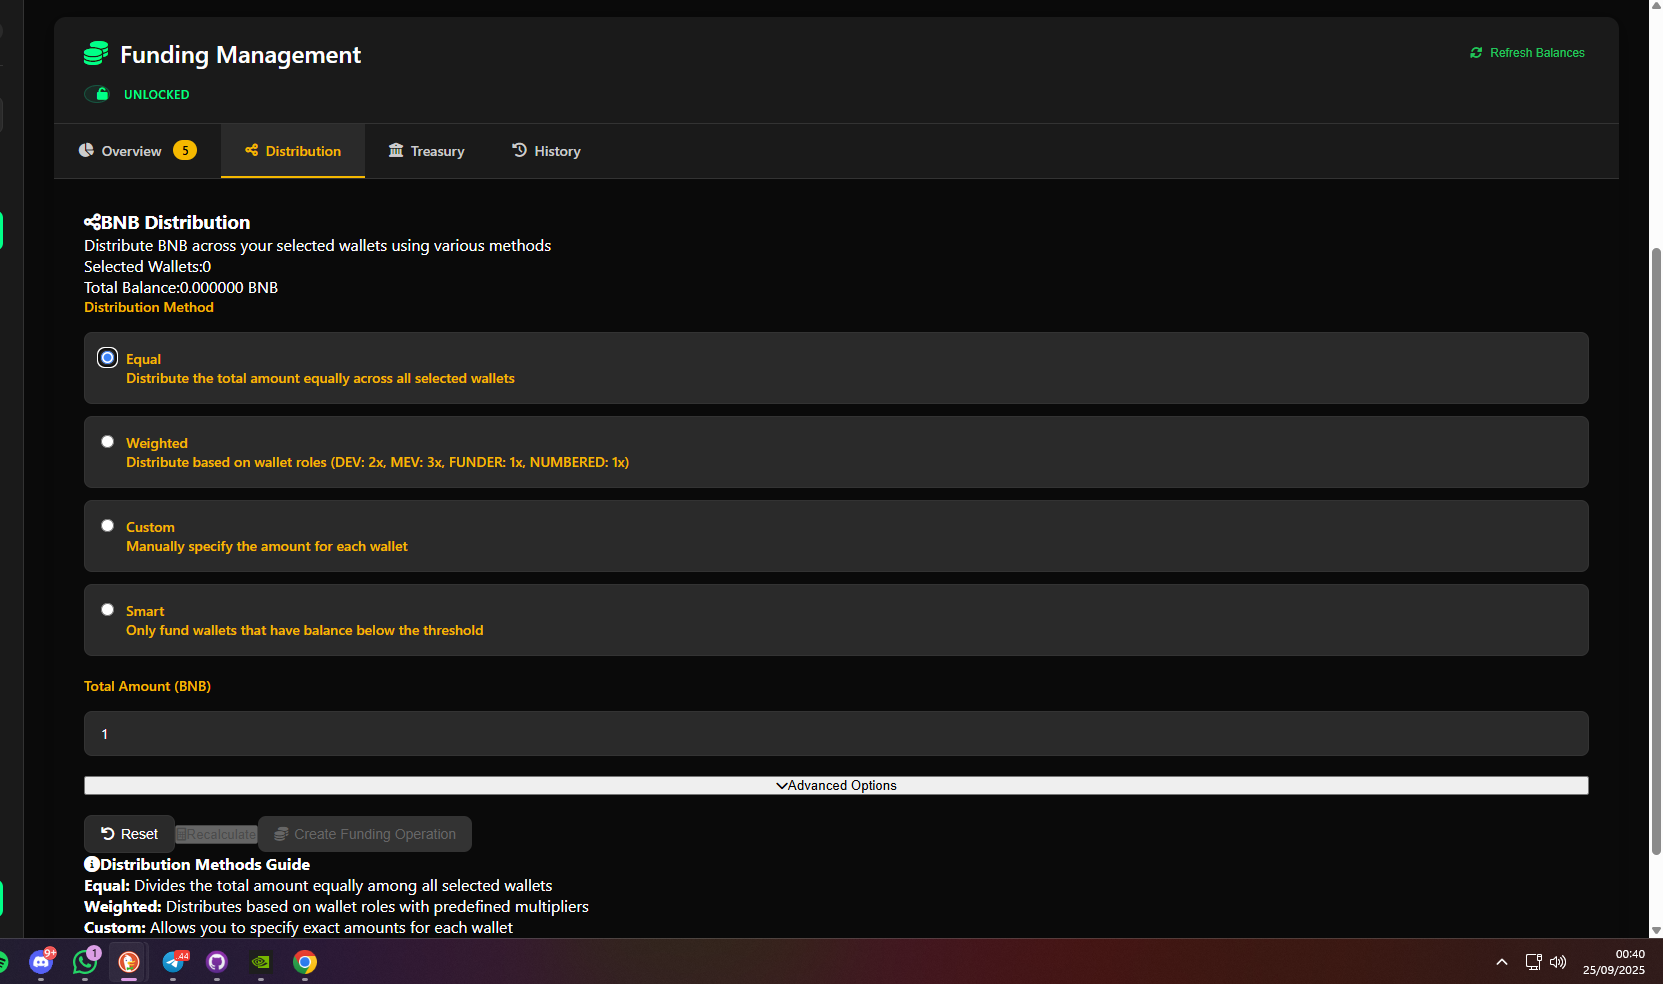 Funding Management
Refresh Balances
UNLOCKED
Overview 5 Distribution Treasury History
BNB Distribution
Distribute BNB across your selected wallets using various methods
Selected Wallets:0
Total Balance:0.000000 BNB
Distribution Method
Equal
Distribute the total amount equally across all selected wallets
Weighted
Distribute based on wallet roles (DEV: 2x, MEV: 3x, FUNDER: 1x, NUMBERED: 1x)
Custom
Manually specify the amount for each wallet
Smart
Only fund wallets that have balance below the threshold
Total Amount (BNB)
1
Advanced Options
Reset Recalculate Create Funding Operation
Distribution Methods Guide
Equal: Divides the total amount equally among all selected wallets
Weighted: Distributes based on wallet roles with predefined multipliers
Custom: Allows you to specify exact amounts for each wallet
9+ 1 .44
00:40
25/09/2025